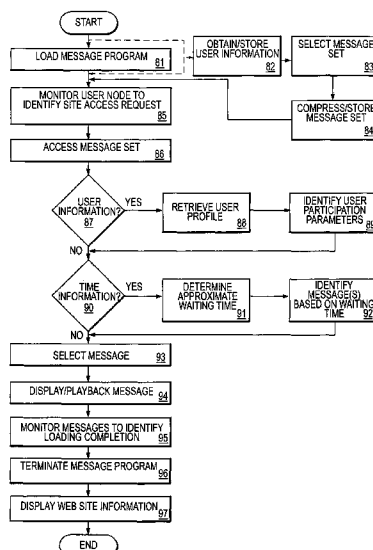 START
LOAD MESSAGE PROGRAM
81
OBTAIN/STORE
USER INFORMATION
82
SELECT MESSAGE
SET
83
COMPRESS/STORE
MESSAGE SET
84
MONITOR USER NODE TO
IDENTIFY SITE ACCESS REQUEST
85
ACCESS MESSAGE SET
86
USER
INFORMATION?
87
YES
RETRIEVE USER
PROFILE
88
IDENTIFY USER
PARTICIPATION
PARAMETERS
89
NO
TIME
INFORMATION?
90
YES
DETERMINE
APPROXIMATE
WAITING TIME
91
IDENTIFY
MESSAGE(S)
BASED ON WAITING
TIME
92
NO
SELECT MESSAGE
93
DISPLAY/PLAYBACK MESSAGE
94
MONITOR MESSAGES TO IDENTIFY
LOADING COMPLETION
95
TERMINATE MESSAGE PROGRAM
96
DISPLAY WEB SITE INFORMATION
97
END